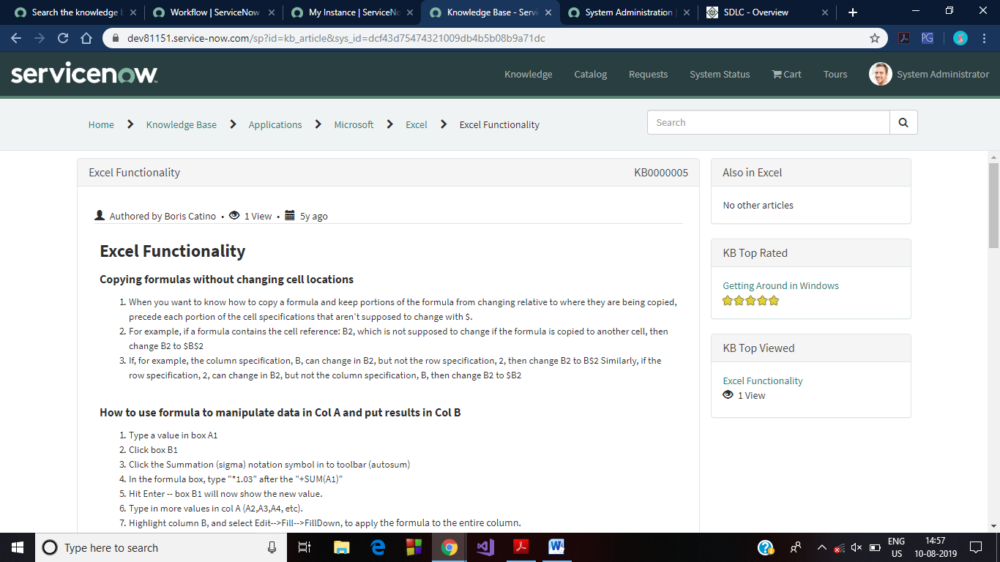 Search the knowledge b
Workflow | ServiceNow
My Instance | ServiceNo
Knowledge Base - Servi
System Administration |
SDLC - Overview
dev81151.service-now.com/sp?id=kb_article&sys_id=dcf43d75474321009db4b5b08b9a71dc
PG
servicenow
Knowledge
Catalog
Requests
System Status
Cart
Tours
System Administrator
Home
Knowledge Base
Applications
Microsoft
Excel
Excel Functionality
Search
Excel Functionality
KB0000005
Authored by Boris Catino • 1 View • 5y ago
Excel Functionality
Copying formulas without changing cell locations
1. When you want to know how to copy a formula and keep portions of the formula from changing relative to where they are being copied,
precede each portion of the cell specifications that aren't supposed to change with $.
2. For example, if a formula contains the cell reference: B2, which is not supposed to change if the formula is copied to another cell, then
change B2 to $B$2
3. If, for example, the column specification, B, can change in B2, but not the row specification, 2, then change B2 to B$2 Similarly, if the
row specification, 2, can change in B2, but not the column specification, B, then change B2 to $B2
How to use formula to manipulate data in Col A and put results in Col B
1. Type a value in box A1
2. Click box B1
3. Click the Summation (sigma) notation symbol in to toolbar (autosum)
4. In the formula box, type "*1.03" after the "+SUM(A1)"
5. Hit Enter -- box B1 will now show the new value.
6. Type in more values in col A (A2,A3,A4, etc).
7. Highlight column B, and select Edit-->Fill-->FillDown, to apply the formula to the entire column.
Also in Excel
No other articles
KB Top Rated
Getting Around in Windows
KB Top Viewed
Excel Functionality
1 View
Type here to search
ENG
US
14:57
10-08-2019